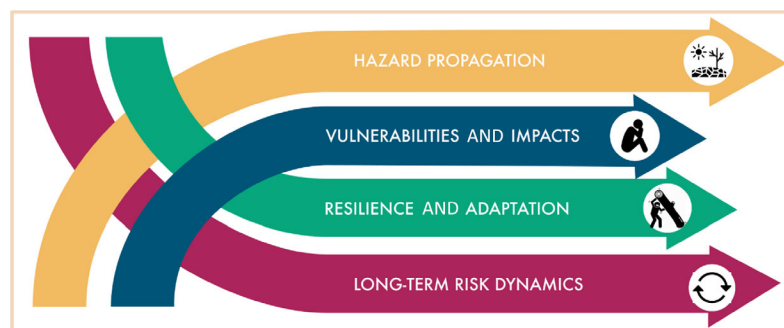 HAZARD PROPAGATION
VULNERABILITIES AND IMPACTS
RESILIENCE AND ADAPTATION
LONG-TERM RISK DYNAMICS